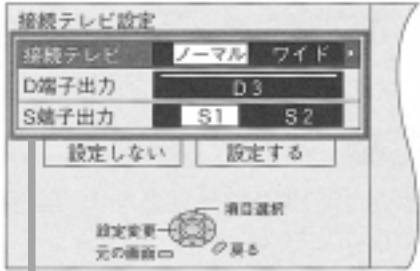 接続テレビ設定
接続テレビ ノーマル ワイド
D端子出力 D3
S端子出力 S1 S2
設定しない 設定する
項目選択
設定変更
元の画面 戻る